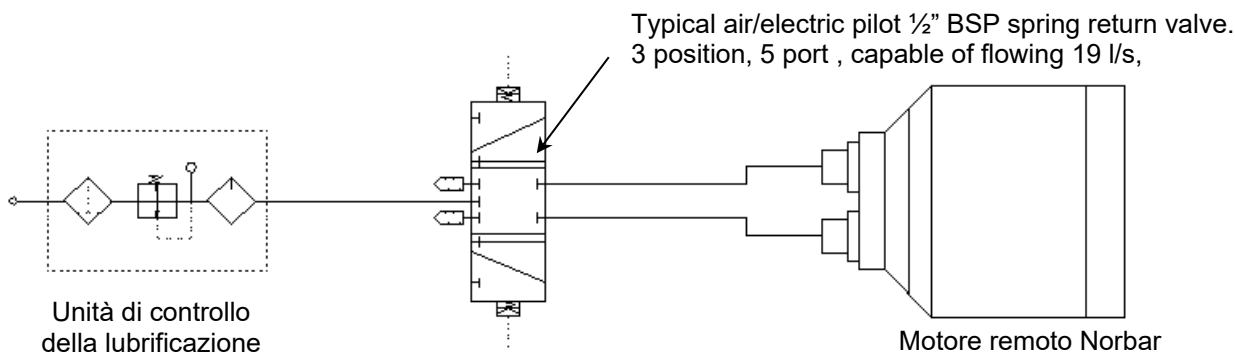 Typical air/electric pilot ½” BSP spring return valve.
3 position, 5 port , capable of flowing 19 l/s,
Unità di controllo
della lubrificazione
Motore remoto Norbar